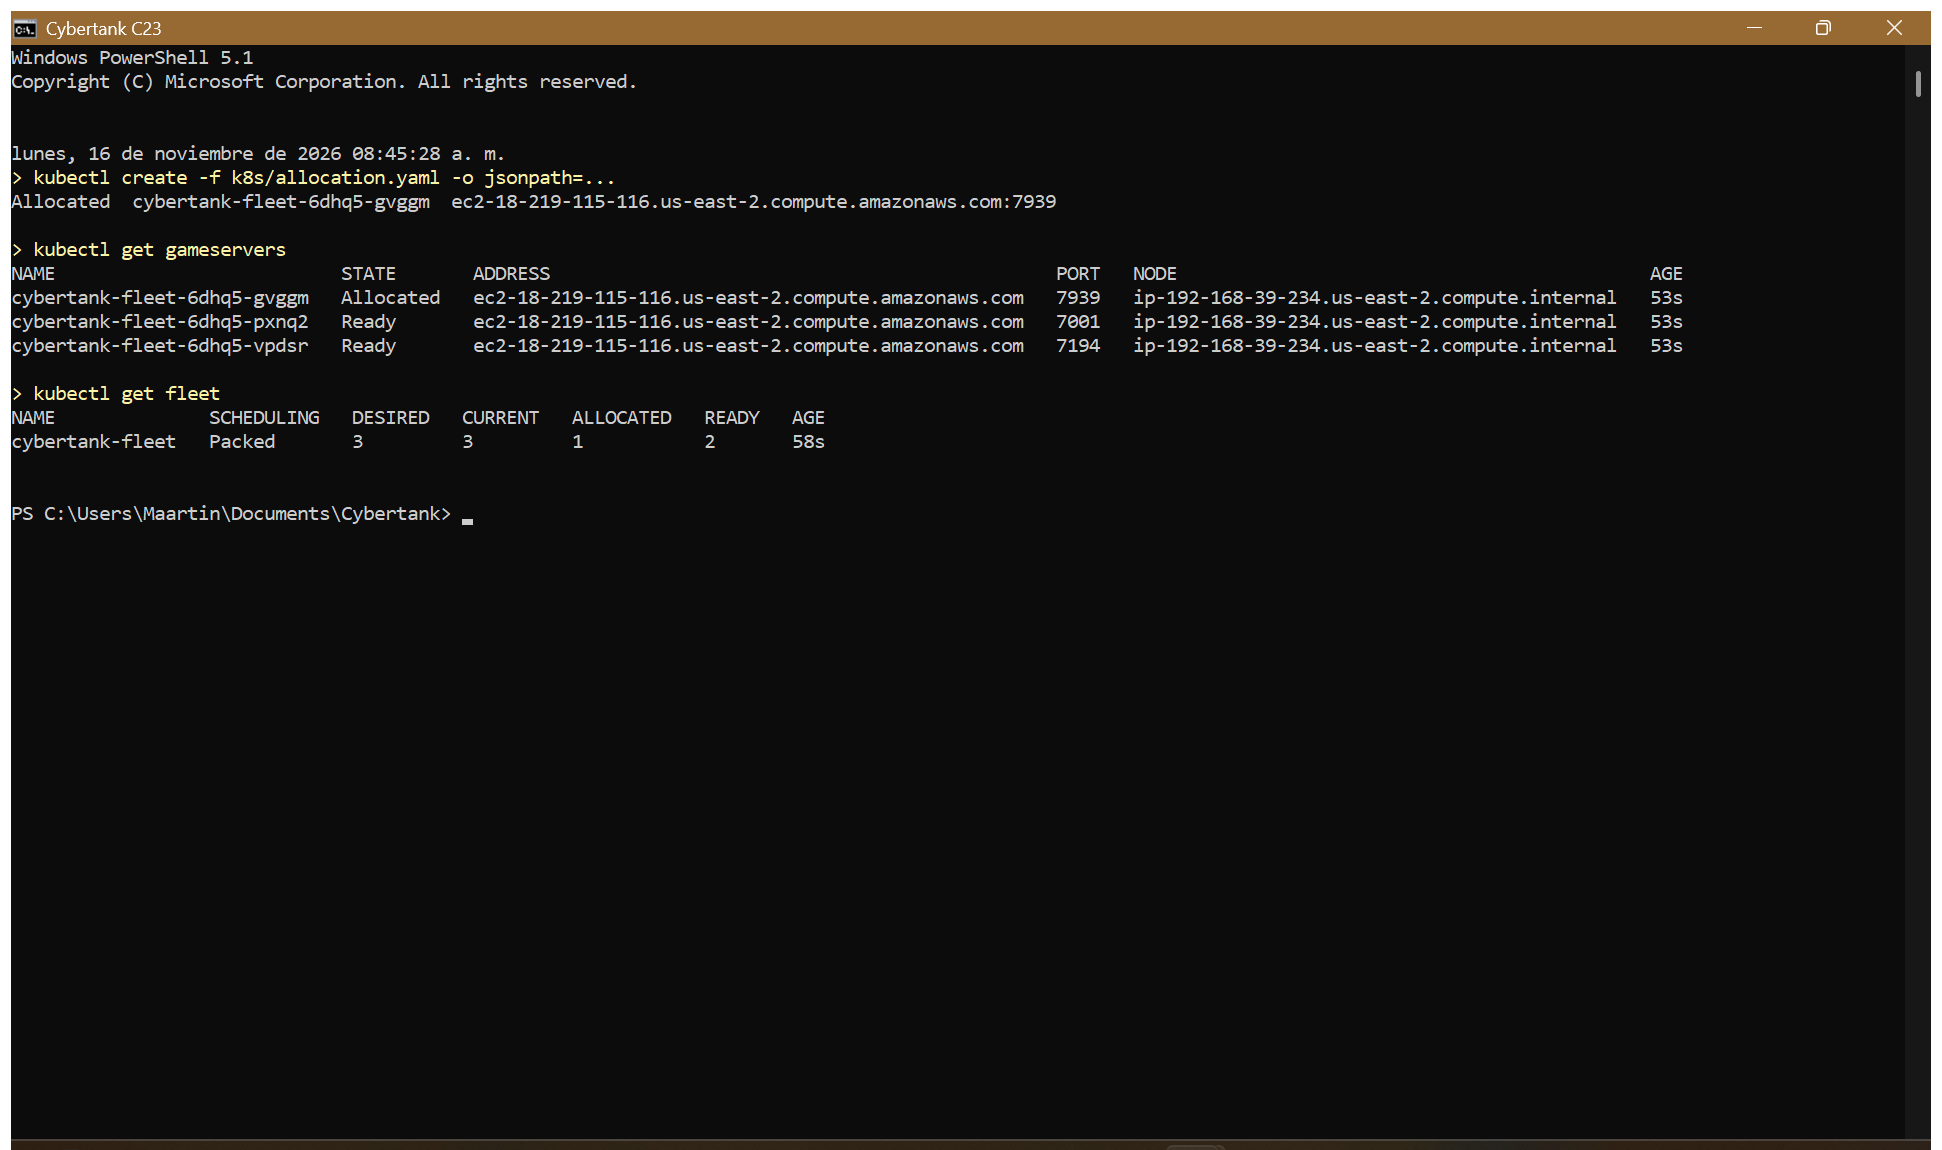 Cybertank C23
Windows PowerShell 5.1
Copyright (C) Microsoft Corporation. All rights reserved.
lunes, 16 de noviembre de 2026 08:45:28 a. m.
> kubectl create -f k8s/allocation.yaml -o jsonpath=...
Allocated  cybertank-fleet-6dhq5-gvggm  ec2-18-219-115-116.us-east-2.compute.amazonaws.com:7939
> kubectl get gameservers
NAME                          STATE       ADDRESS                                              PORT   NODE                                           AGE
cybertank-fleet-6dhq5-gvggm   Allocated   ec2-18-219-115-116.us-east-2.compute.amazonaws.com   7939   ip-192-168-39-234.us-east-2.compute.internal   53s
cybertank-fleet-6dhq5-pxnq2   Ready       ec2-18-219-115-116.us-east-2.compute.amazonaws.com   7001   ip-192-168-39-234.us-east-2.compute.internal   53s
cybertank-fleet-6dhq5-vpdsr   Ready       ec2-18-219-115-116.us-east-2.compute.amazonaws.com   7194   ip-192-168-39-234.us-east-2.compute.internal   53s
> kubectl get fleet
NAME              SCHEDULING   DESIRED   CURRENT   ALLOCATED   READY   AGE
cybertank-fleet   Packed       3         3         1           2       58s
PS C:\Users\Maartin\Documents\Cybertank>